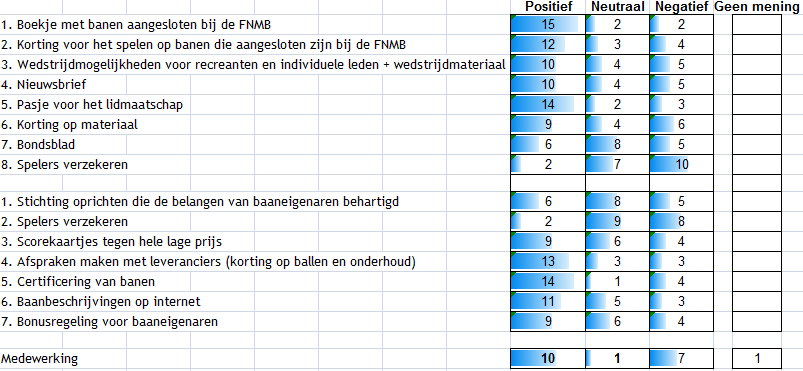 Positief Neutraal Negatief Geen mening
1. Boekje met banen aangesloten bij de FNMB 15 2 2
2. Korting voor het spelen op banen die aangesloten zijn bij de FNMB 12 3 4
3. Wedstrijdmogelijkheden voor recreanten en individuele leden + wedstrijdmateriaal 10 4 5
4. Nieuwsbrief 10 4 5
5. Pasje voor het lidmaatschap 14 2 3
6. Korting op materiaal 9 4 6
7. Bondsblad 6 8 5
8. Spelers verzekeren 2 7 10
1. Stichting oprichten die de belangen van baaneigenaren behartigd 6 8 5
2. Spelers verzekeren 2 9 8
3. Scorekaartjes tegen hele lage prijs 9 6 4
4. Afspraken maken met leveranciers (korting op ballen en onderhoud) 13 3 3
5. Certificering van banen 14 1 4
6. Baanbeschrijvingen op internet 11 5 3
7. Bonusregeling voor baaneigenaren 9 6 4
Medewerking 10 1 7 1